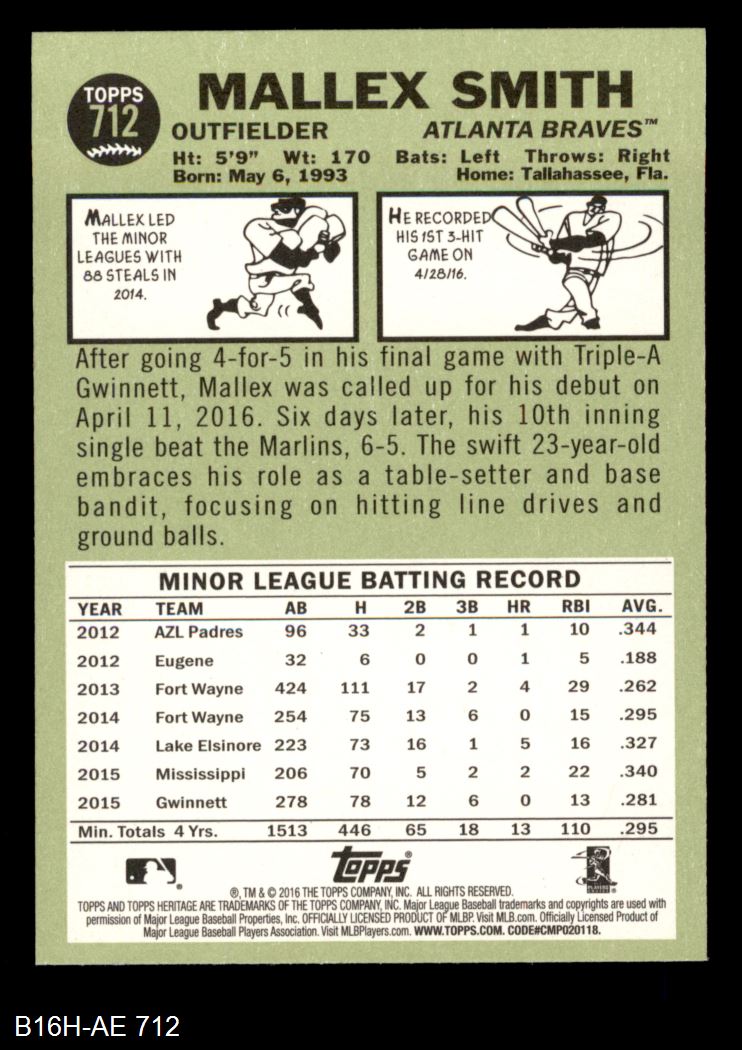 TOPPS
712
MALLEX SMITH
OUTFIELDER ATLANTA BRAVES™
Ht: 5'9" Wt: 170 Bats: Left Throws: Right
Born: May 6, 1993 Home: Tallahassee, Fla.
MALLEX LED
THE MINOR
LEAGUES WITH
88 STEALS IN
2014.
HE RECORDED
HIS 1ST 3-HIT
GAME ON
4/28/16.
After going 4-for-5 in his final game with Triple-A
Gwinnett, Mallex was called up for his debut on
April 11, 2016. Six days later, his 10th inning
single beat the Marlins, 6-5. The swift 23-year-old
embraces his role as a table-setter and base
bandit, focusing on hitting line drives and
ground balls.
MINOR LEAGUE BATTING RECORD
YEAR TEAM AB H 2B 3B HR RBI AVG.
2012 AZL Padres 96 33 2 1 1 10 .344
2012 Eugene 32 6 0 0 1 5 .188
2013 Fort Wayne 424 111 17 2 4 29 .262
2014 Fort Wayne 254 75 13 6 0 15 .295
2014 Lake Elsinore 223 73 16 1 5 16 .327
2015 Mississippi 206 70 5 2 2 22 .340
2015 Gwinnett 278 78 12 6 0 13 .281
Min. Totals 4 Yrs. 1513 446 65 18 13 110 .295
Topps®
®, TM & © 2016 THE TOPPS COMPANY, INC. ALL RIGHTS RESERVED.
TOPPS AND TOPPS HERITAGE ARE TRADEMARKS OF THE TOPPS COMPANY, INC. Major League Baseball trademarks and copyrights are used with
permission of Major League Baseball Properties, Inc. OFFICIALLY LICENSED PRODUCT OF MLBP. Visit MLB.com. Officially Licensed Product of
Major League Baseball Players Association. Visit MLBPlayers.com. WWW.TOPPS.COM. CODE#CMP020118.
B16H-AE 712